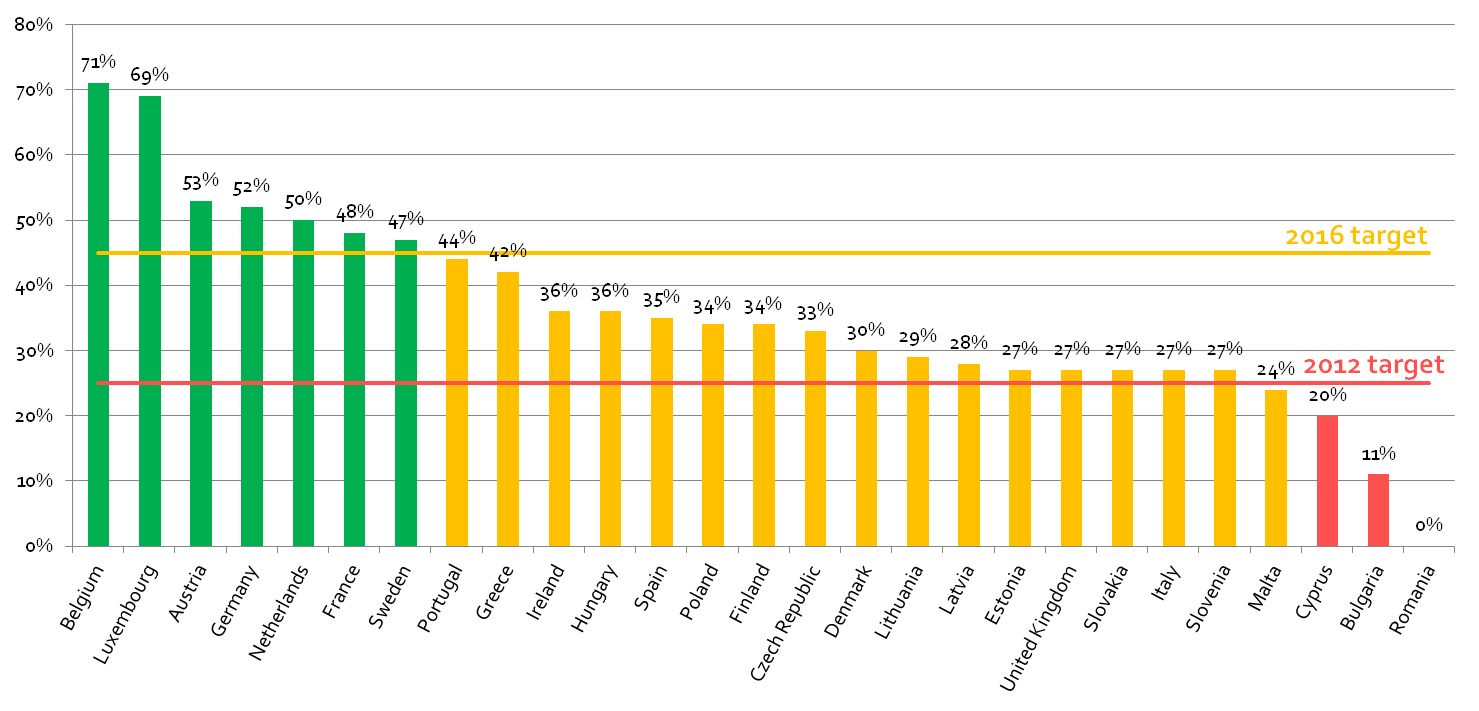 80%
70%
60%
50%
40%
30%
20%
10%
0%
71%
69%
53%
52%
50%
48%
47%
44%
42%
36%
36%
35%
34%
34%
33%
30%
29%
28%
27%
27%
27%
27%
27%
24%
20%
11%
0%
2016 target
2012 target
Belgium
Luxembourg
Austria
Germany
Netherlands
France
Sweden
Portugal
Greece
Ireland
Hungary
Spain
Poland
Finland
Czech Republic
Denmark
Lithuania
Latvia
Estonia
United Kingdom
Slovakia
Italy
Slovenia
Malta
Cyprus
Bulgaria
Romania